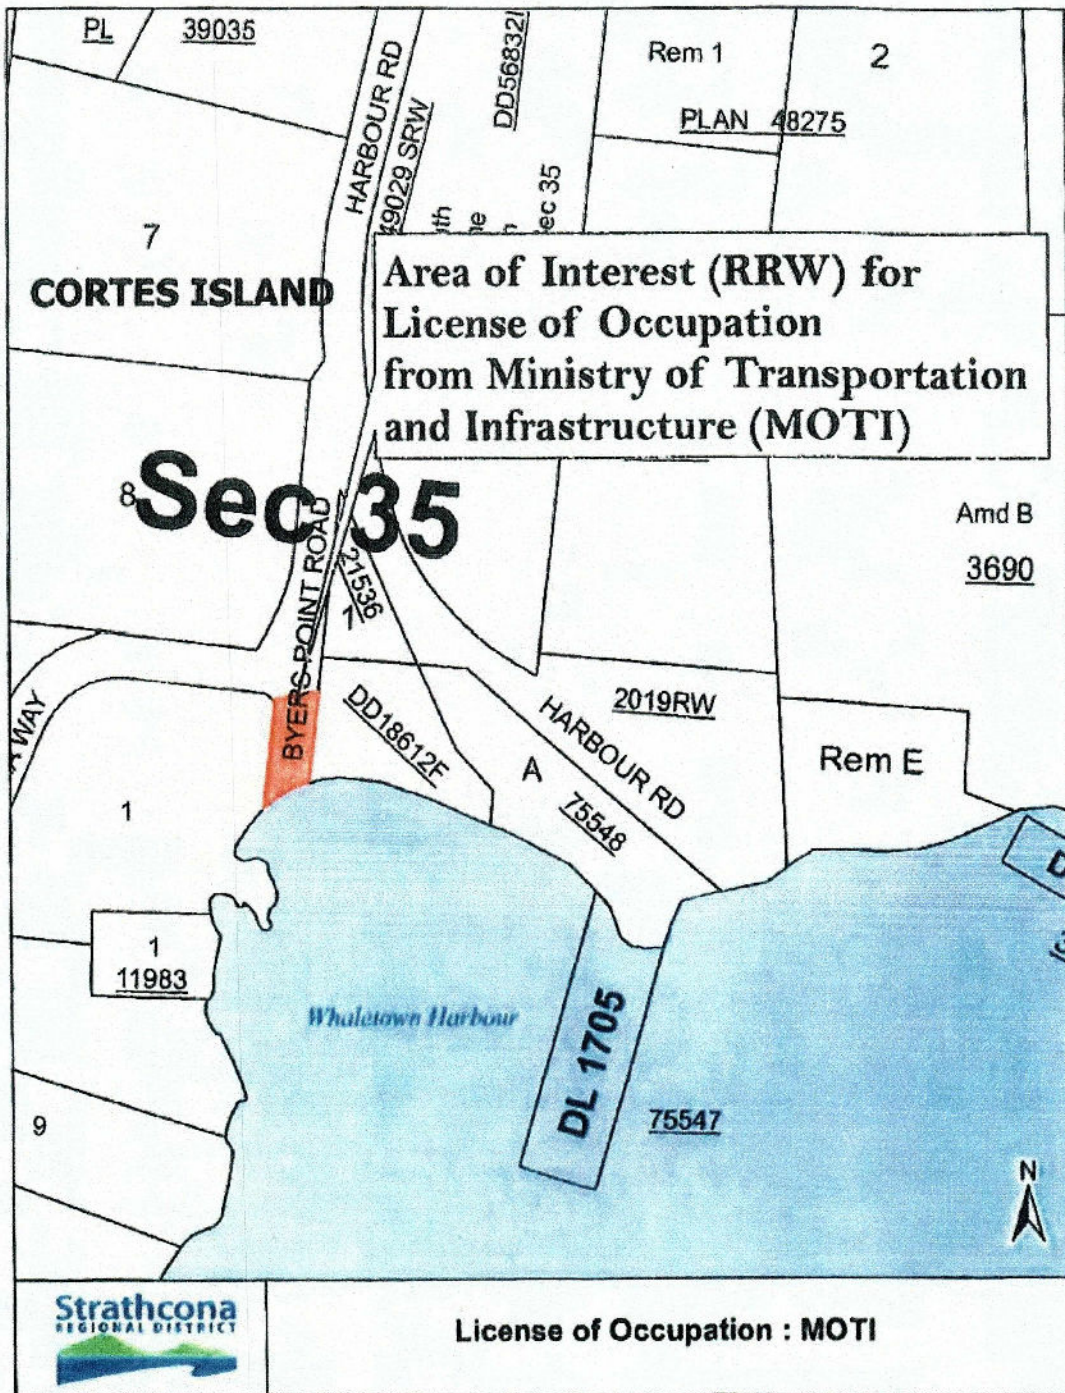 PL 39035
HARBOUR RD
49029 SRW
DD56832I
Rem 1
2
PLAN 48275
ec 35
7
CORTES ISLAND
Area of Interest (RRW) for
License of Occupation
from Ministry of Transportation
and Infrastructure (MOTI)
8
Sec 35
BYERS POINT ROAD
21536
1
Amd B
3690
WAY
DD18612F
HARBOUR RD
2019RW
A
75548
Rem E
1
1
11983
Whaletown Harbour
DL 1705
75547
D
3
9
N
Strathcona
REGIONAL DISTRICT
License of Occupation : MOTI